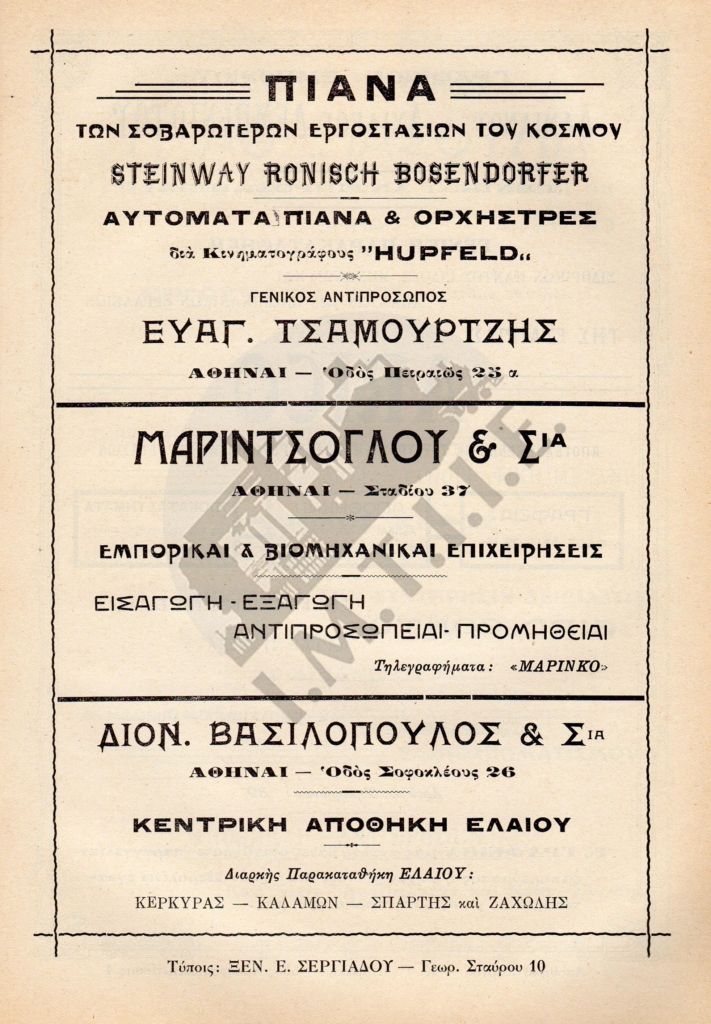 ΠΙΑΝΑ
ΤΩΝ ΣΟΒΑΡΩΤΕΡΩΝ ΕΡΓΟΣΤΑΣΙΩΝ ΤΟΥ ΚΟΣΜΟΥ
STEINWAY RONISCH BOSENDORFER
ΑΥΤΟΜΑΤΑ ΠΙΑΝΑ & ΟΡΧΗΣΤΡΕΣ
διὰ Κινηματογράφους "HUPFELD„
ΓΕΝΙΚΟΣ ΑΝΤΙΠΡΟΣΩΠΟΣ
ΕΥΑΓ. ΤΣΑΜΟΥΡΤΖΗΣ
ΑΘΗΝΑΙ — Ὁδὸς Πειραιῶς 25 α
ΜΑΡΙΝΤΣΟΓΛΟΥ & ΣΙΑ
ΑΘΗΝΑΙ — Σταδίου 37
ΕΜΠΟΡΙΚΑΙ & ΒΙΟΜΗΧΑΝΙΚΑΙ ΕΠΙΧΕΙΡΗΣΕΙΣ
ΕΙΣΑΓΩΓΗ - ΕΞΑΓΩΓΗ
ΑΝΤΙΠΡΟΣΩΠΕΙΑΙ - ΠΡΟΜΗΘΕΙΑΙ
Τηλεγραφήματα: «ΜΑΡΙΝΚΟ»
I.M.T.I.I.E.
ΔΙΟΝ. ΒΑΣΙΛΟΠΟΥΛΟΣ & ΣΙΑ
ΑΘΗΝΑΙ — Ὁδὸς Σοφοκλέους 26
ΚΕΝΤΡΙΚΗ ΑΠΟΘΗΚΗ ΕΛΑΙΟΥ
Διαρκὴς Παρακαταθήκη ΕΛΑΙΟΥ:
ΚΕΡΚΥΡΑΣ — ΚΑΛΑΜΩΝ — ΣΠΑΡΤΗΣ καὶ ΖΑΧΩΛΗΣ
Τύποις: ΞΕΝ. Ε. ΣΕΡΓΙΑΔΟΥ — Γεωρ. Σταύρου 10